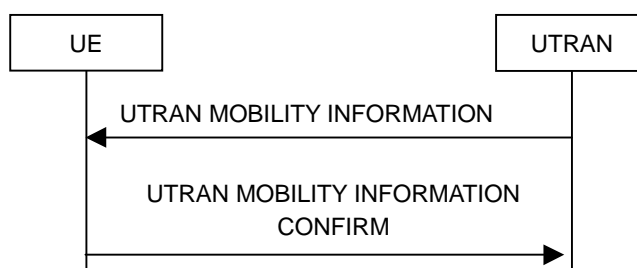 UE
UTRAN
UTRAN MOBILITY INFORMATION
UTRAN MOBILITY INFORMATION
CONFIRM